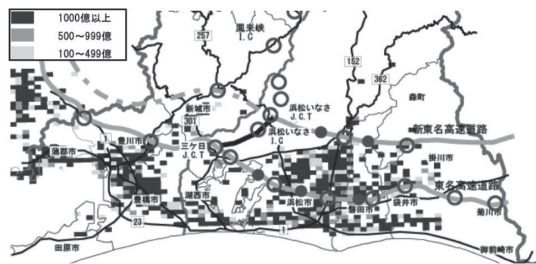 1000億以上
500～999億
100～499億
257
鳳来峡
I.C
152
362
森町
新城市
301
浜松いなさ
J.C.T
浜松いなさ
I.C
新東名高速道路
1
豊川市
三ケ日
J.C.T
蒲郡市
掛川市
東名高速道路
豊橋市
湖西市
浜松市
磐田市
袋井市
菊川市
23
1
田原市
御前崎市